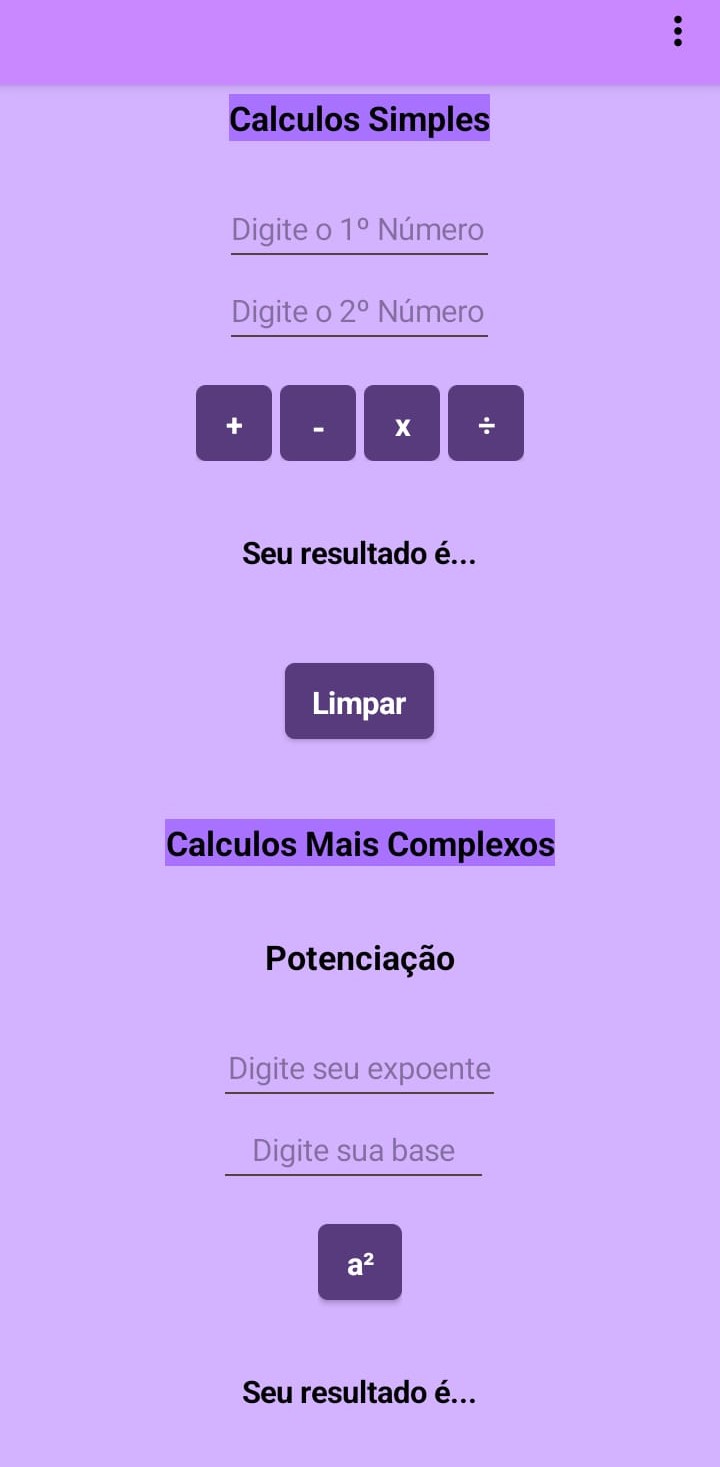 Calculos Simples
Digite o 1º Número
Digite o 2º Número
+ - x ÷
Seu resultado é...
Limpar
Calculos Mais Complexos
Potenciação
Digite seu expoente
Digite sua base
a²
Seu resultado é...